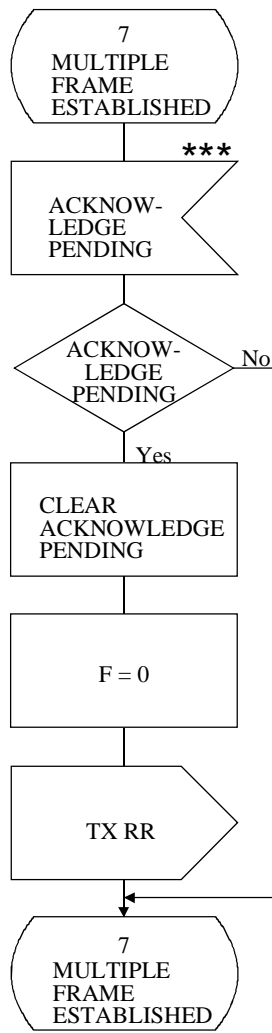 7
MULTIPLE
FRAME
ESTABLISHED
***
ACKNOW-
LEDGE
PENDING
ACKNOW-
LEDGE
PENDING
No
Yes
CLEAR
ACKNOWLEDGE
PENDING
F = 0
TX RR
7
MULTIPLE
FRAME
ESTABLISHED